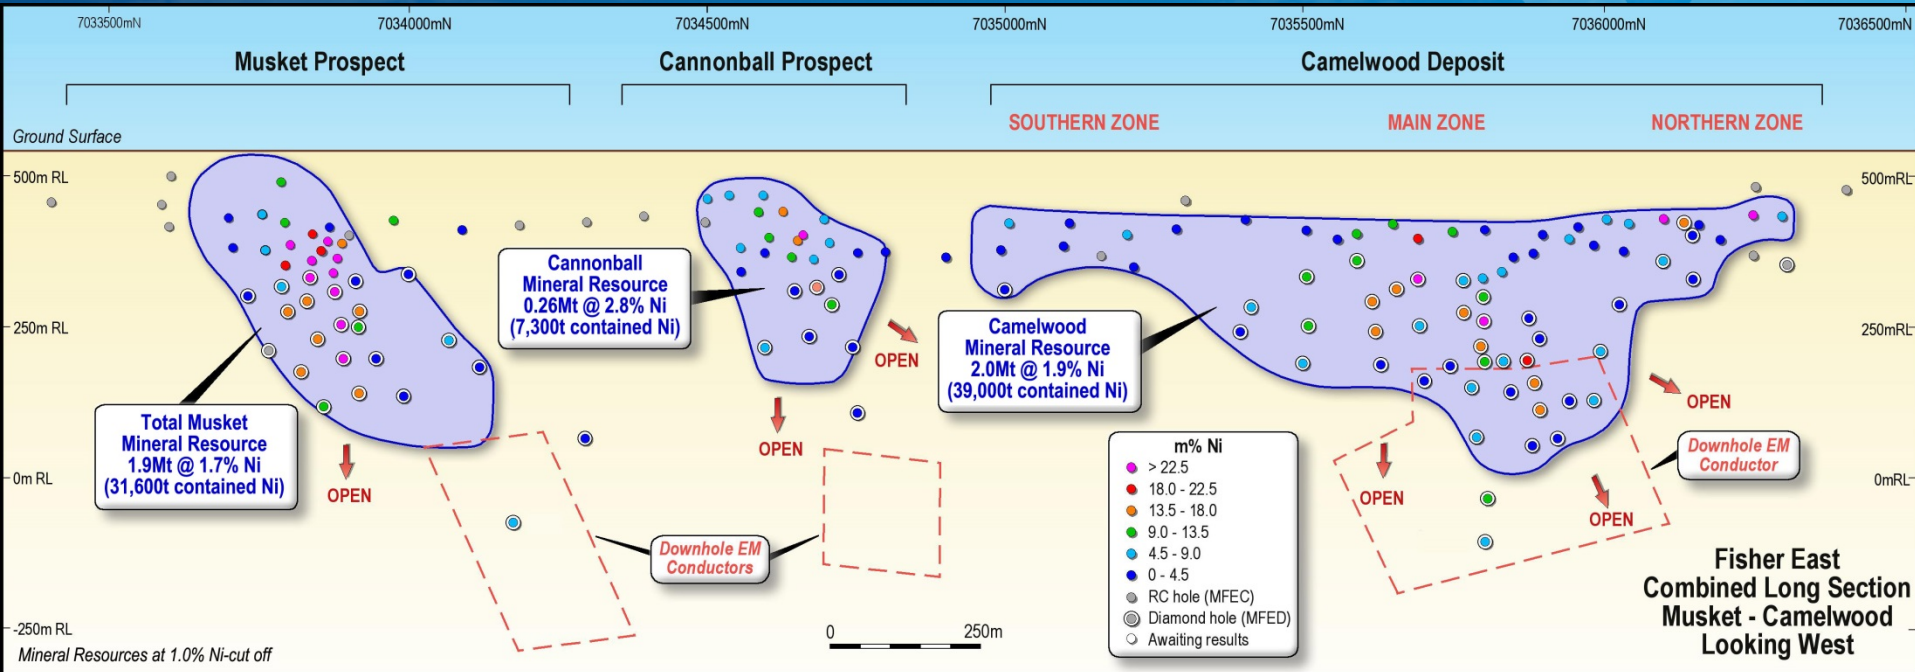 7033500mN
7034000mN
7034500mN
7035000mN
7035500mN
7036000mN
7036500mN
Musket Prospect
Cannonball Prospect
Camelwood Deposit
SOUTHERN ZONE
MAIN ZONE
NORTHERN ZONE
Ground Surface
500m RL
500mRL
250m RL
250mRL
0m RL
0mRL
-250m RL
Total Musket
Mineral Resource
1.9Mt @ 1.7% Ni
(31,600t contained Ni)
OPEN
Cannonball
Mineral Resource
0.26Mt @ 2.8% Ni
(7,300t contained Ni)
OPEN
OPEN
Camelwood
Mineral Resource
2.0Mt @ 1.9% Ni
(39,000t contained Ni)
OPEN
OPEN
OPEN
Downhole EM
Conductors
Downhole EM
Conductor
m% Ni
> 22.5
18.0 - 22.5
13.5 - 18.0
9.0 - 13.5
4.5 - 9.0
0 - 4.5
RC hole (MFEC)
Diamond hole (MFED)
Awaiting results
0 250m
Mineral Resources at 1.0% Ni-cut off
Fisher East
Combined Long Section
Musket - Camelwood
Looking West